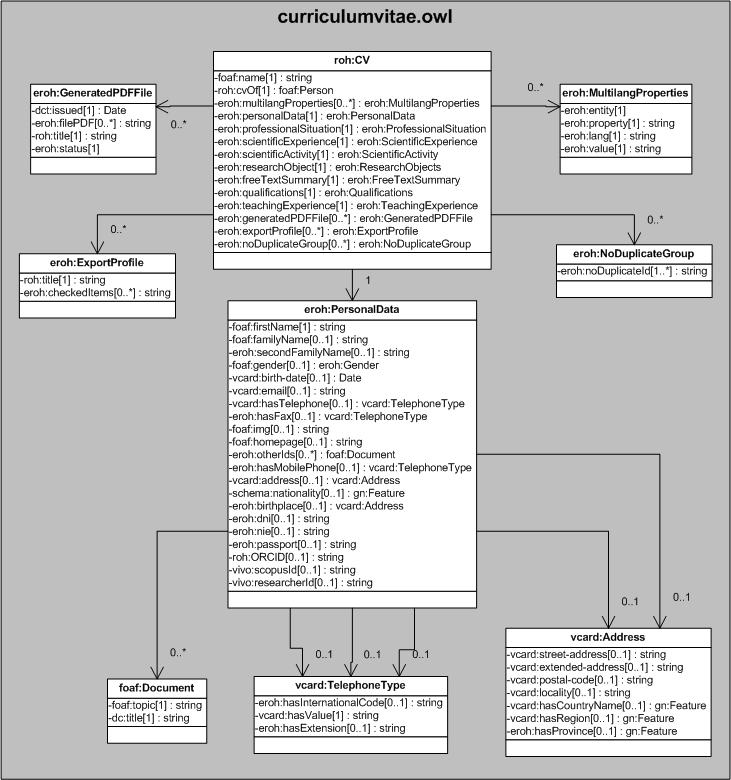 curriculumvitae.owl
roh:CV
-foaf:name[1] : string
-roh:cvOf[1] : foaf:Person
-eroh:multilangProperties[0..*] : eroh:MultilangProperties
-eroh:personalData[1] : eroh:PersonalData
-eroh:professionalSituation[1] : eroh:ProfessionalSituation
-eroh:scientificExperience[1] : eroh:ScientificExperience
-eroh:scientificActivity[1] : eroh:ScientificActivity
-eroh:researchObject[1] : eroh:ResearchObjects
-eroh:freeTextSummary[1] : eroh:FreeTextSummary
-eroh:qualifications[1] : eroh:Qualifications
-eroh:teachingExperience[1] : eroh:TeachingExperience
-eroh:generatedPDFFile[0..*] : eroh:GeneratedPDFFile
-eroh:exportProfile[0..*] : eroh:ExportProfile
-eroh:noDuplicateGroup[0..*] : eroh:NoDuplicateGroup
eroh:GeneratedPDFFile
-dct:issued[1] : Date
-eroh:filePDF[0..*] : string
-roh:title[1] : string
-eroh:status[1]
0..*
eroh:MultilangProperties
-eroh:entity[1]
-eroh:property[1] : string
-eroh:lang[1] : string
-eroh:value[1] : string
0..*
eroh:ExportProfile
-roh:title[1] : string
-eroh:checkedItems[0..*] : string
0..*
eroh:NoDuplicateGroup
-eroh:noDuplicateId[1..*] : string
0..*
1
eroh:PersonalData
-foaf:firstName[1] : string
-foaf:familyName[0..1] : string
-eroh:secondFamilyName[0..1] : string
-foaf:gender[0..1] : eroh:Gender
-vcard:birth-date[0..1] : Date
-vcard:email[0..1] : string
-vcard:hasTelephone[0..1] : vcard:TelephoneType
-eroh:hasFax[0..1] : vcard:TelephoneType
-foaf:img[0..1] : string
-foaf:homepage[0..1] : string
-eroh:otherIds[0..*] : foaf:Document
-eroh:hasMobilePhone[0..1] : vcard:TelephoneType
-vcard:address[0..1] : vcard:Address
-schema:nationality[0..1] : gn:Feature
-eroh:birthplace[0..1] : vcard:Address
-eroh:dni[0..1] : string
-eroh:nie[0..1] : string
-eroh:passport[0..1] : string
-roh:ORCID[0..1] : string
-vivo:scopusId[0..1] : string
-vivo:researcherId[0..1] : string
0..*
0..1
0..1
0..1
0..1
0..1
foaf:Document
-foaf:topic[1] : string
-dc:title[1] : string
vcard:TelephoneType
-eroh:hasInternationalCode[0..1] : string
-vcard:hasValue[1] : string
-eroh:hasExtension[0..1] : string
vcard:Address
-vcard:street-address[0..1] : string
-vcard:extended-address[0..1] : string
-vcard:postal-code[0..1] : string
-vcard:locality[0..1] : string
-vcard:hasCountryName[0..1] : gn:Feature
-vcard:hasRegion[0..1] : gn:Feature
-eroh:hasProvince[0..1] : gn:Feature